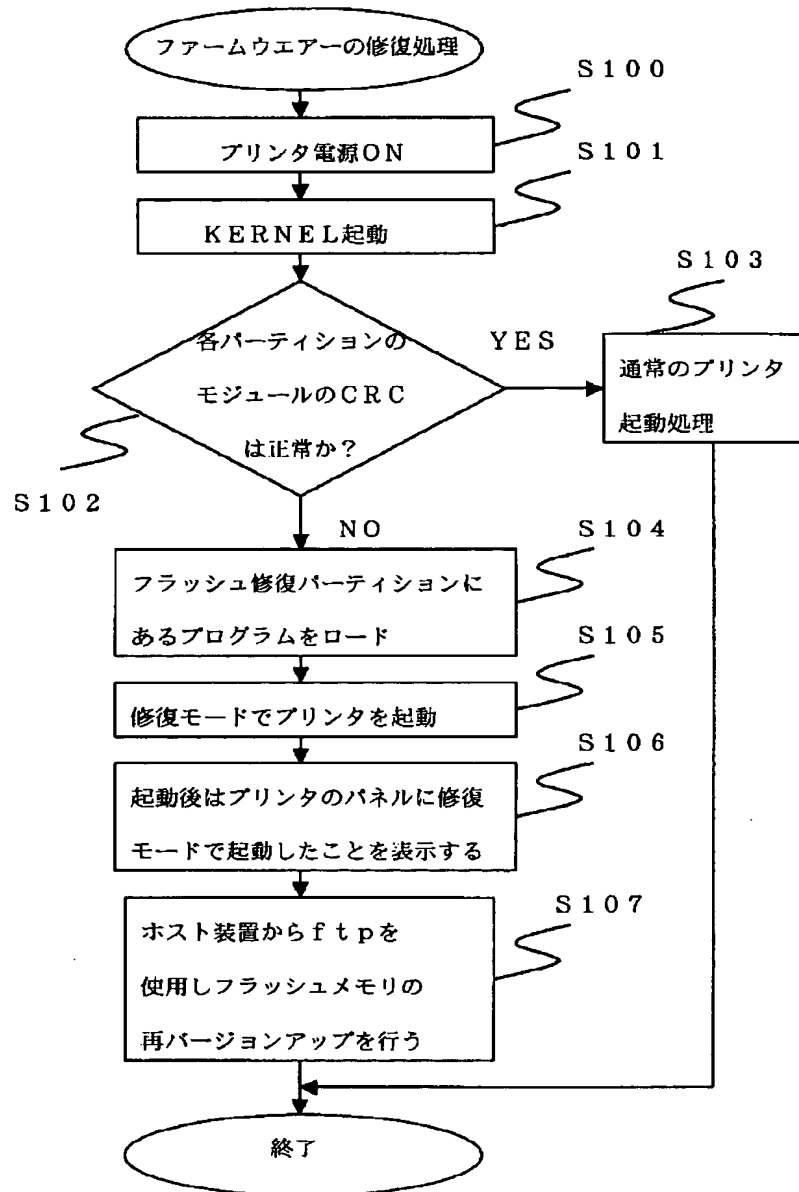 ファームウエアーの修復処理
S100
プリンタ電源ON
S101
KERNEL起動
S103
各パーティションの
モジュールのCRC
は正常か？
YES
通常のプリンタ
起動処理
S102
NO
S104
フラッシュ修復パーティションに
あるプログラムをロード
S105
修復モードでプリンタを起動
S106
起動後はプリンタのパネルに修復
モードで起動したことを表示する
S107
ホスト装置からftpを
使用しフラッシュメモリの
再バージョンアップを行う
終了